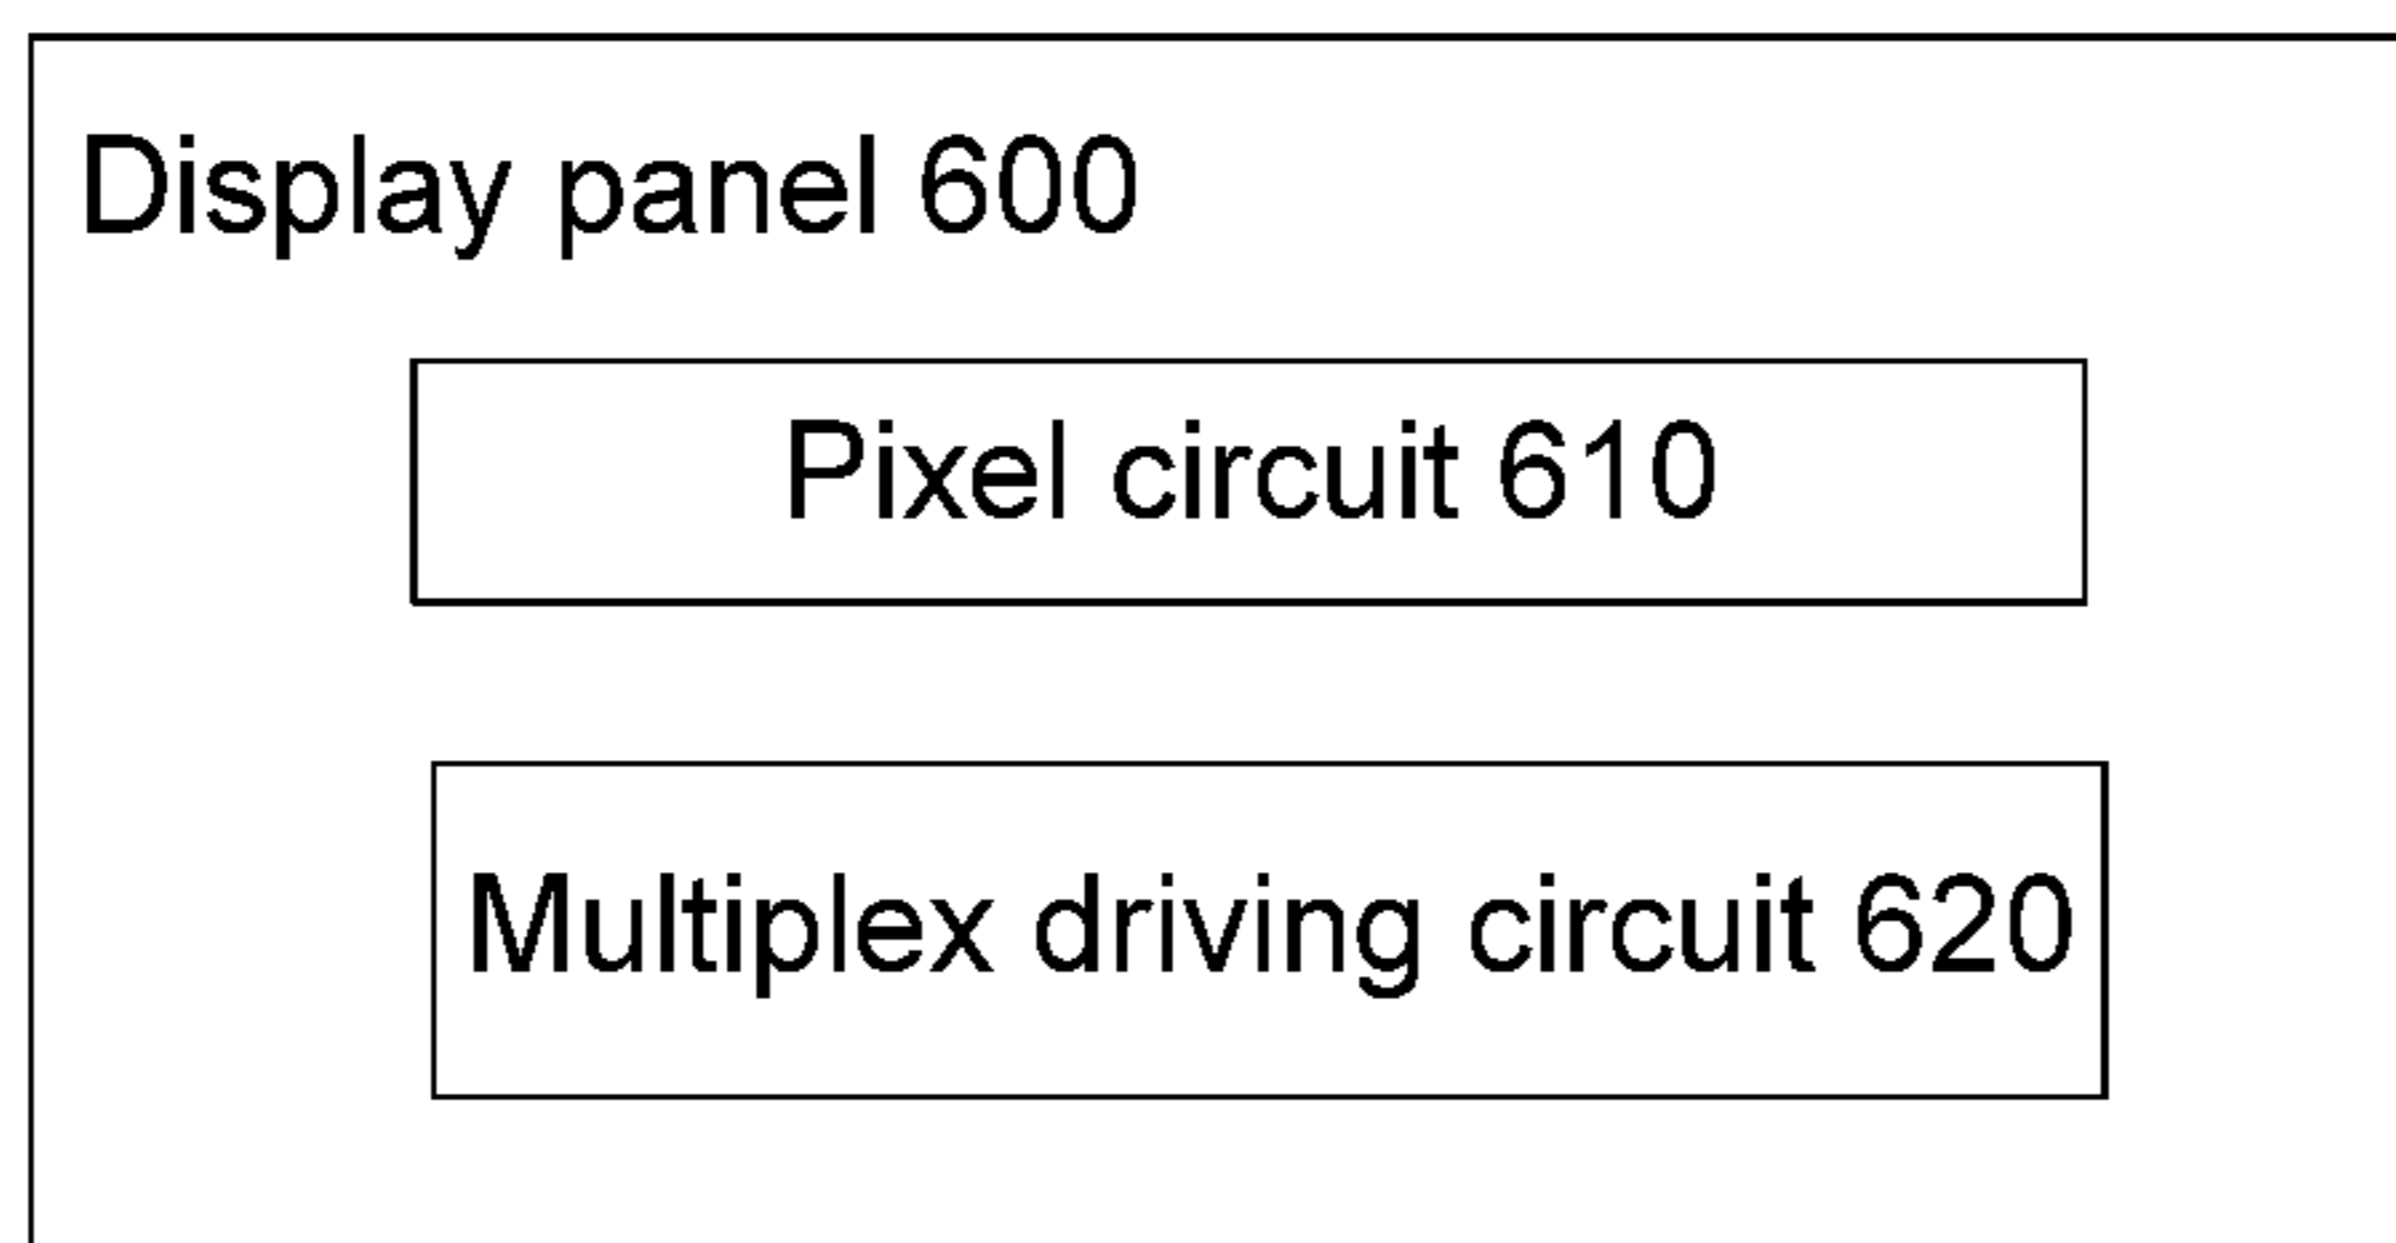 Display panel 600
Pixel circuit 610
Multiplex driving circuit 620